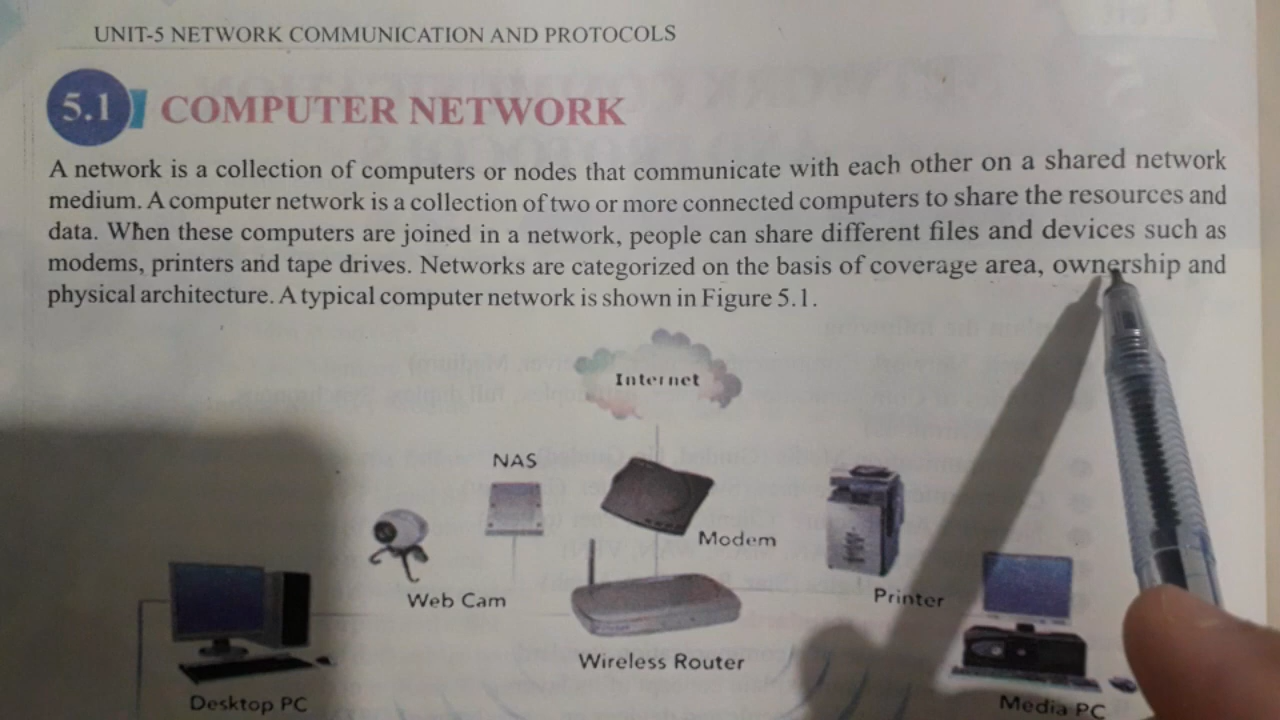 UNIT-5 NETWORK COMMUNICATION AND PROTOCOLS
5.1 COMPUTER NETWORK
A network is a collection of computers or nodes that communicate with each other on a shared network
medium. A computer network is a collection of two or more connected computers to share the resources and
data. When these computers are joined in a network, people can share different files and devices such as
modems, printers and tape drives. Networks are categorized on the basis of coverage area, ownership and
physical architecture. A typical computer network is shown in Figure 5.1.
Internet
NAS
Modem
Web Cam
Printer
Wireless Router
Desktop PC
Media PC